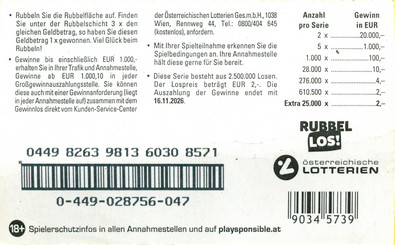 • Rubbeln Sie die Rubbelfläche auf. Finden
Sie unter der Rubbelschicht 3 x den
gleichen Geldbetrag, so haben Sie diesen
Geldbetrag 1 x gewonnen. Viel Glück beim
Rubbeln!
• Gewinne bis einschließlich EUR 1.000,-
erhalten Sie in Ihrer Trafik und Annahmestelle,
Gewinne ab EUR 1.000,10 in jeder
Großgewinnauszahlungsstelle. Sie können
diese auch mit einer Gewinnanforderung (liegt
in jeder Annahmestelle auf) zusammen mit dem
Gewinnlos direkt vom Kunden-Service-Center
der Österreichischen Lotterien Ges.m.b.H., 1038
Wien, Rennweg 44, Tel.: 0800/404 645
(kostenlos), anfordern.
• Mit Ihrer Spielteilnahme erkennen Sie die
Spielbedingungen an. Ihre Annahmestelle
hält diese gerne für Sie bereit.
• Diese Serie besteht aus 2.500.000 Losen.
Der Lospreis beträgt EUR 2,-. Die
Auszahlung der Gewinne endet mit
16.11.2026.
Anzahl pro Serie Gewinn in EUR
2 x 20.000,-
5 x 1.000,-
1.000 x 100,-
28.000 x 10,-
276.000 x 4,-
610.500 x 2,-
Extra 25.000 x 2,-
RUBBEL
LOS!
österreichische
LOTTERIEN
0449 8263 9813 6030 8571
0-449-028756-047
9034 5739
18+ Spielerschutzinfos in allen Annahmestellen und auf playsponsible.at